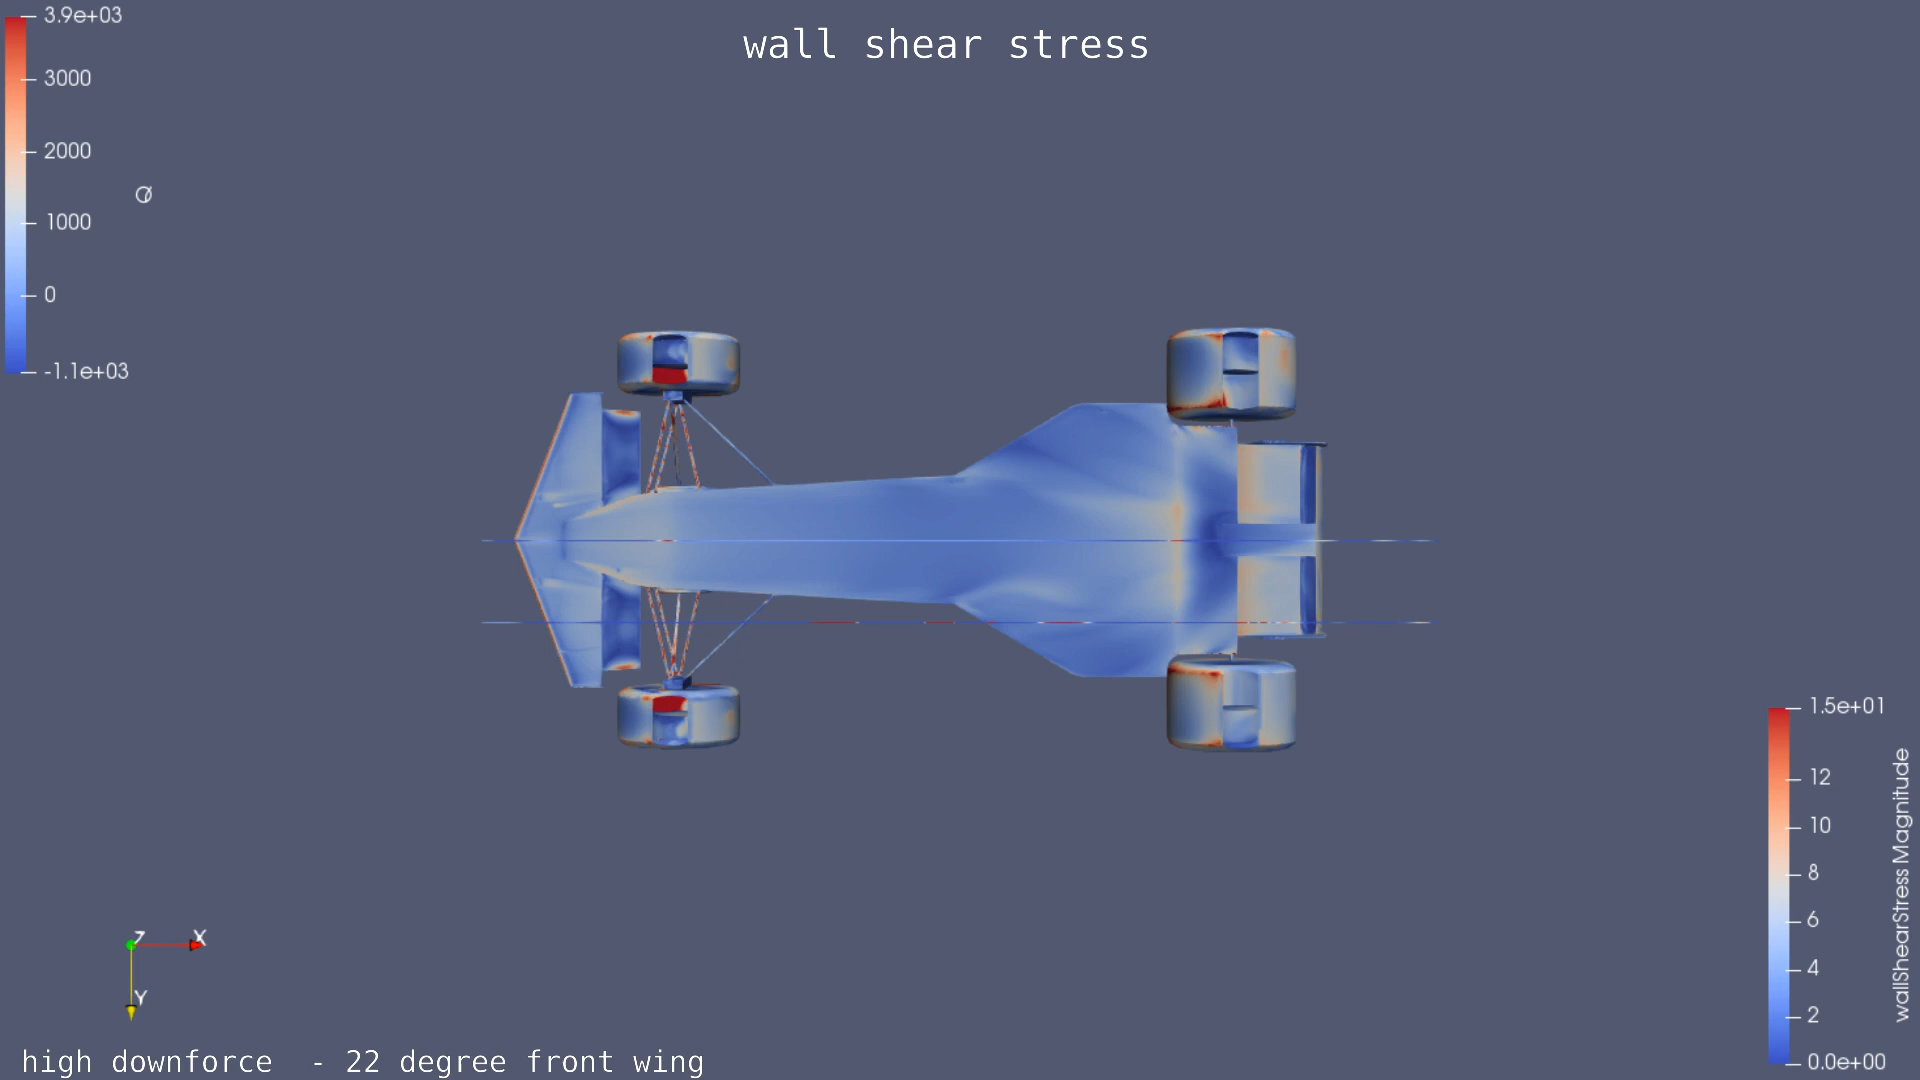 wall shear stress
3.9e+03
3000
2000
1000
0
-1.1e+03
Q
1.5e+01
12
10
8
6
4
2
0.0e+00
wallShearStress Magnitude
Z
X
Y
high downforce  - 22 degree front wing